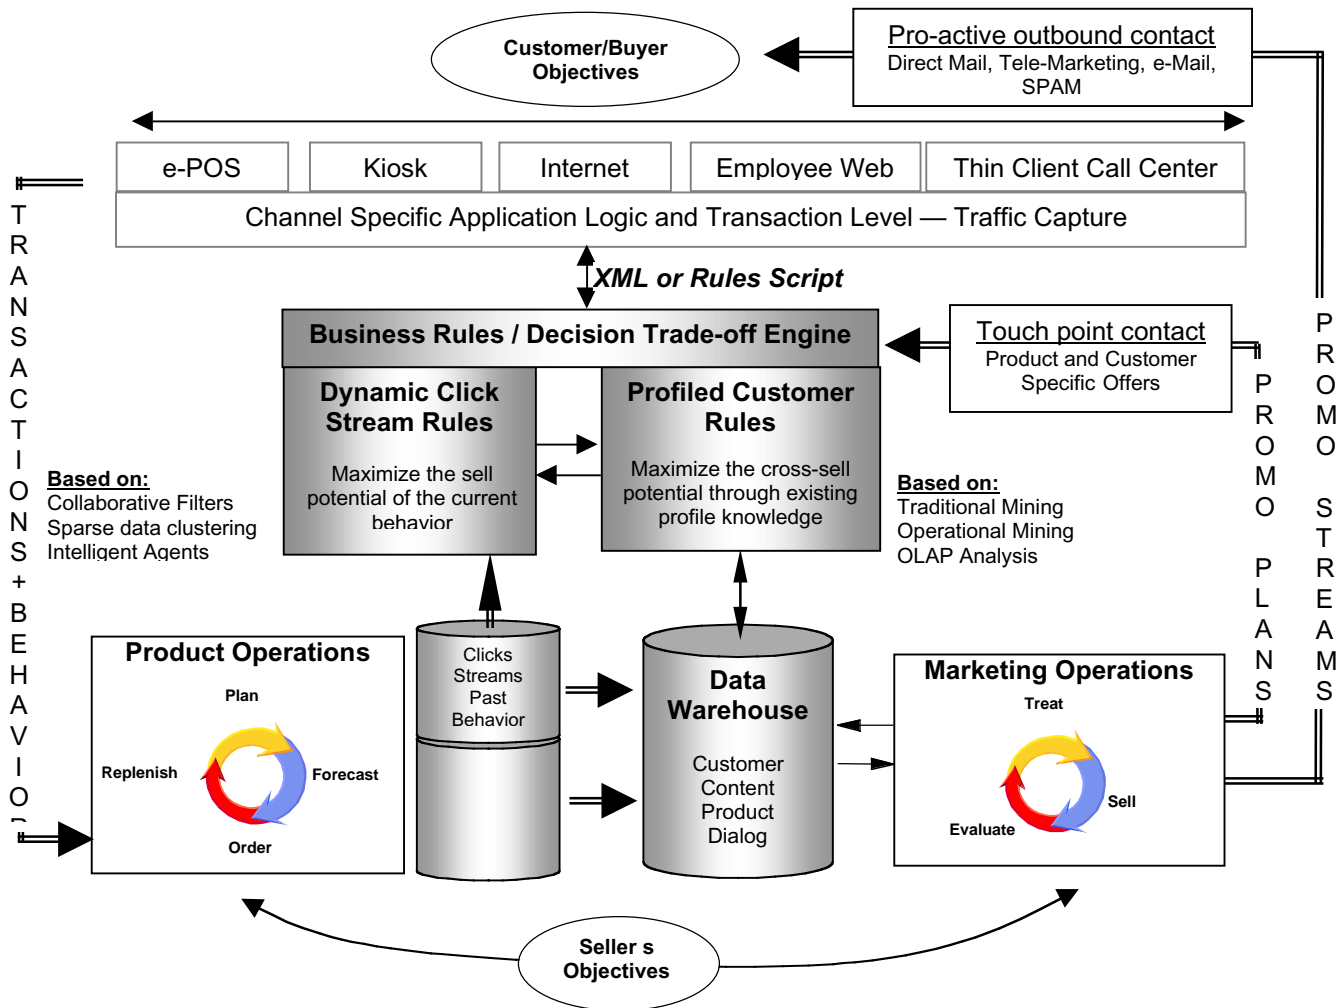 Customer/Buyer
Objectives
Pro-active outbound contact
Direct Mail, Tele-Marketing, e-Mail,
SPAM
e-POS
Kiosk
Internet
Employee Web
Thin Client Call Center
Channel Specific Application Logic and Transaction Level — Traffic Capture
XML or Rules Script
Business Rules / Decision Trade-off Engine
Touch point contact
Product and Customer
Specific Offers
Dynamic Click
Stream Rules
Maximize the sell
potential of the current
behavior
Profiled Customer
Rules
Maximize the cross-sell
potential through existing
profile knowledge
Based on:
Collaborative Filters
Sparse data clustering
Intelligent Agents
Based on:
Traditional Mining
Operational Mining
OLAP Analysis
TRANSACTIONS+BEHAVIOR
PROMO PLANS
PROMO STREAMS
Product Operations
Plan
Replenish
Forecast
Order
Clicks
Streams
Past
Behavior
Data
Warehouse
Customer
Content
Product
Dialog
Marketing Operations
Treat
Sell
Evaluate
Seller s
Objectives